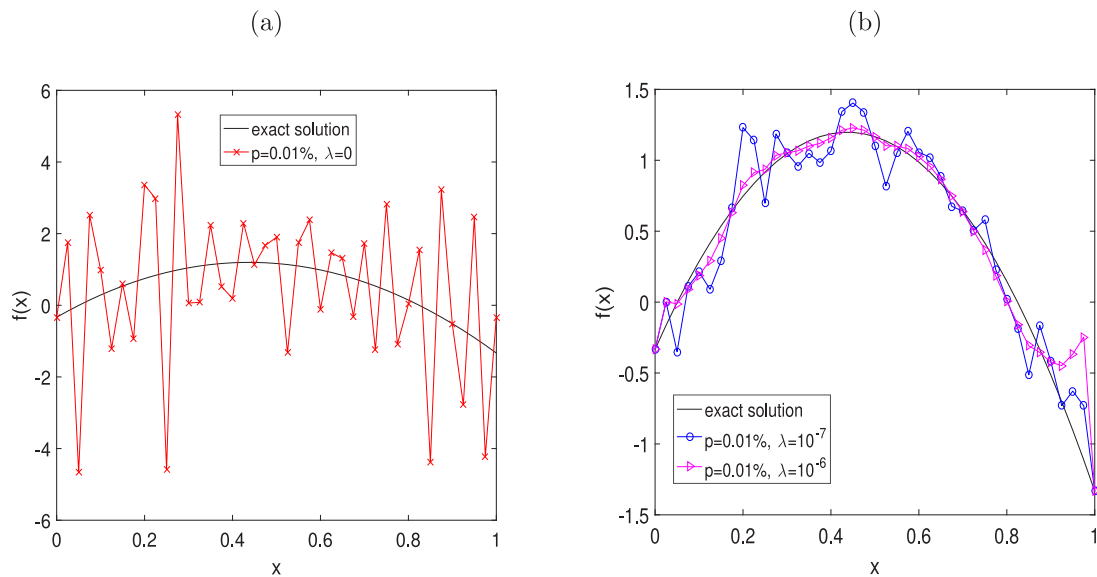 (a)
(b)
6
4
2
0
-2
-4
-6
f(x)
exact solution
p=0.01%, λ=0
0
0.2
0.4
0.6
0.8
1
x
1.5
1
0.5
0
-0.5
-1
-1.5
f(x)
exact solution
p=0.01%, λ=10⁻⁷
p=0.01%, λ=10⁻⁶
0
0.2
0.4
0.6
0.8
1
x